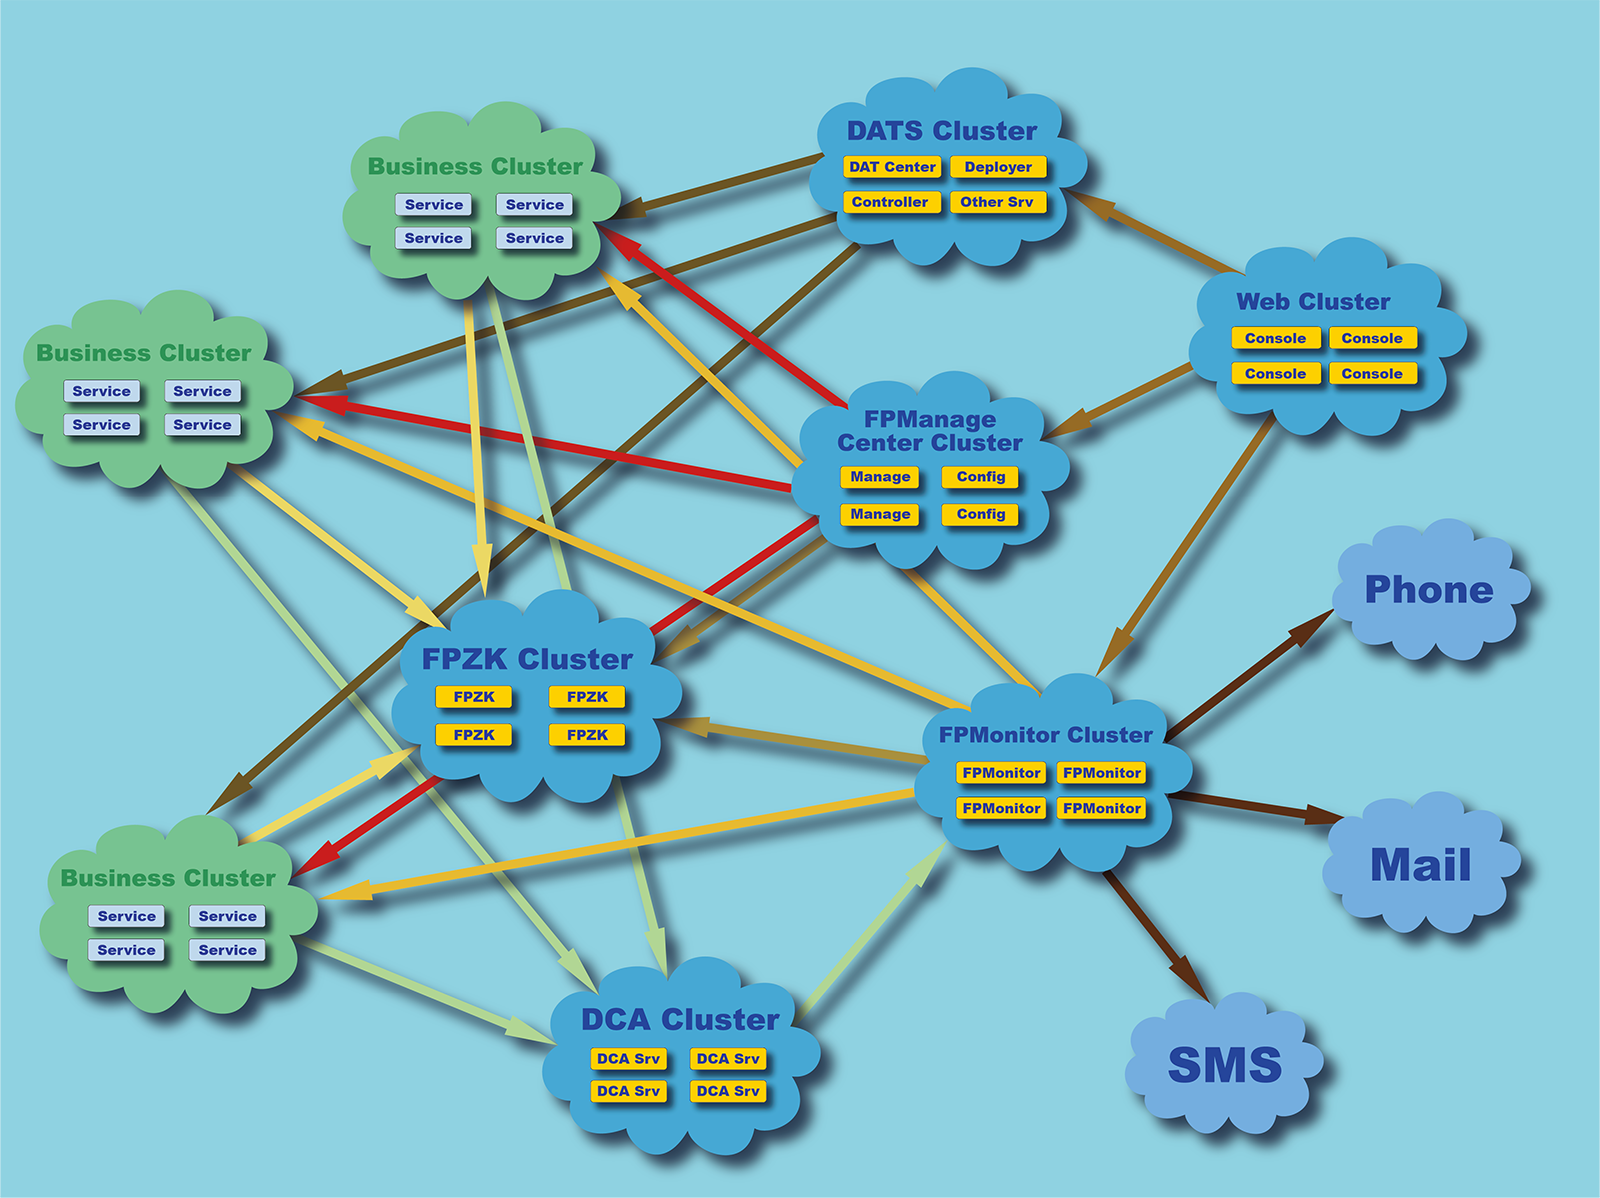 DATS Cluster
DAT Center Deployer
Controller Other Srv
Business Cluster
Service Service
Service Service
Web Cluster
Console Console
Console Console
Business Cluster
Service Service
Service Service
FPManage
Center Cluster
Manage Config
Manage Config
Phone
FPZK Cluster
FPZK FPZK
FPZK FPZK
FPMonitor Cluster
FPMonitor FPMonitor
FPMonitor FPMonitor
Mail
Business Cluster
Service Service
Service Service
DCA Cluster
DCA Srv DCA Srv
DCA Srv DCA Srv
SMS